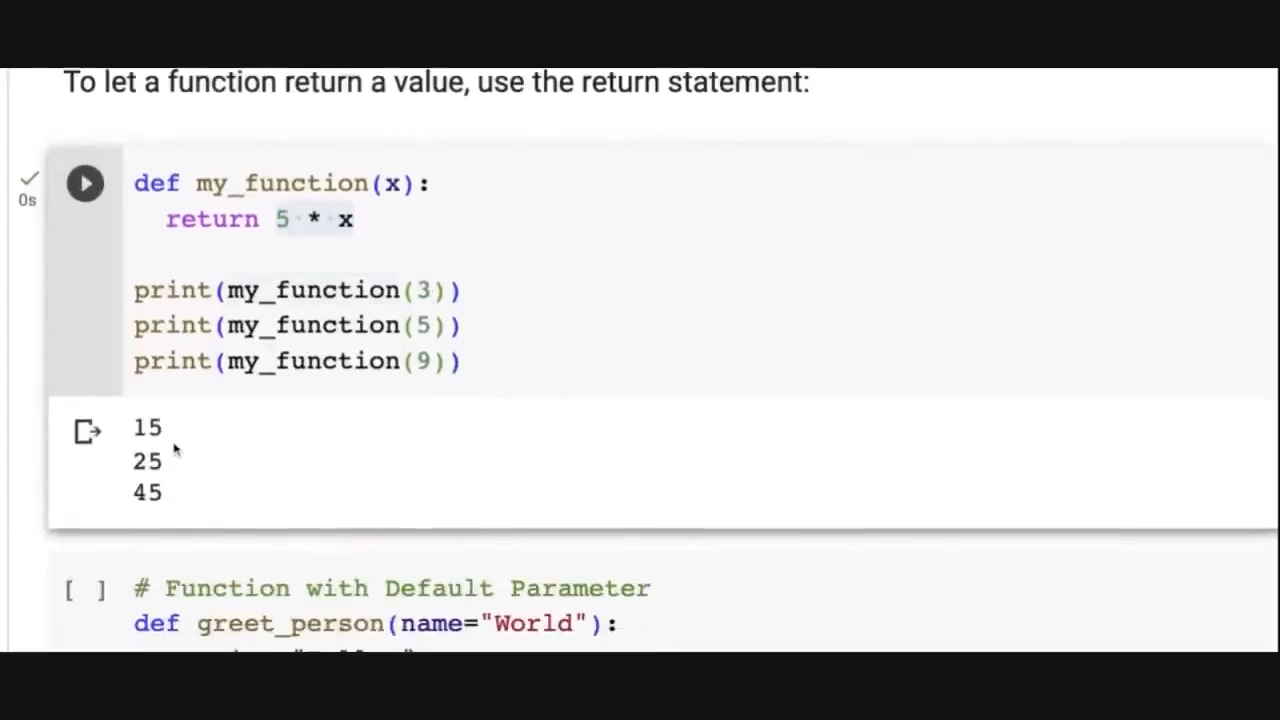 To let a function return a value, use the return statement:
def my_function(x):
0s
return 5 * x
print(my_function(3))
print(my_function(5))
print(my_function(9))
15
25
45
[ ] # Function with Default Parameter
def greet_person(name="World"):